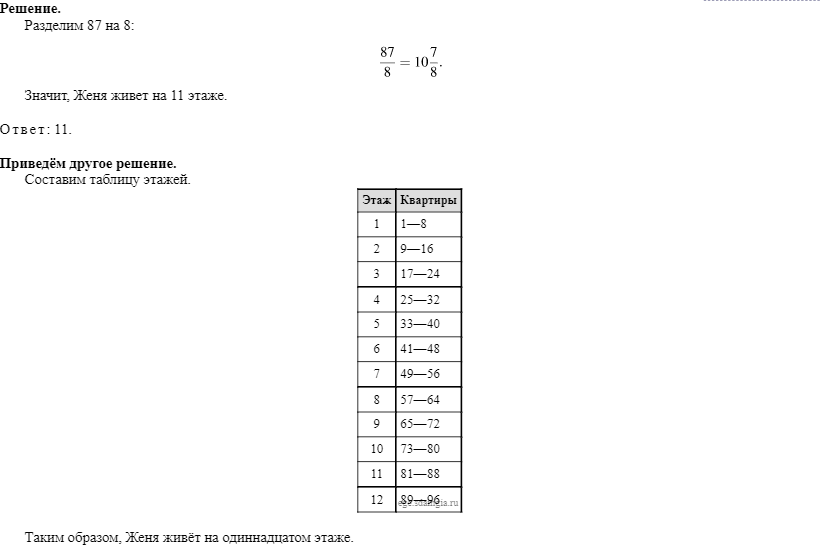 Решение.
Разделим 87 на 8:
87/8 = 10 7/8.
Значит, Женя живет на 11 этаже.
Ответ: 11.
Приведём другое решение.
Составим таблицу этажей.
Этаж Квартиры
1 1—8
2 9—16
3 17—24
4 25—32
5 33—40
6 41—48
7 49—56
8 57—64
9 65—72
10 73—80
11 81—88
12 89—96
ege.sdamgia.ru
Таким образом, Женя живёт на одиннадцатом этаже.